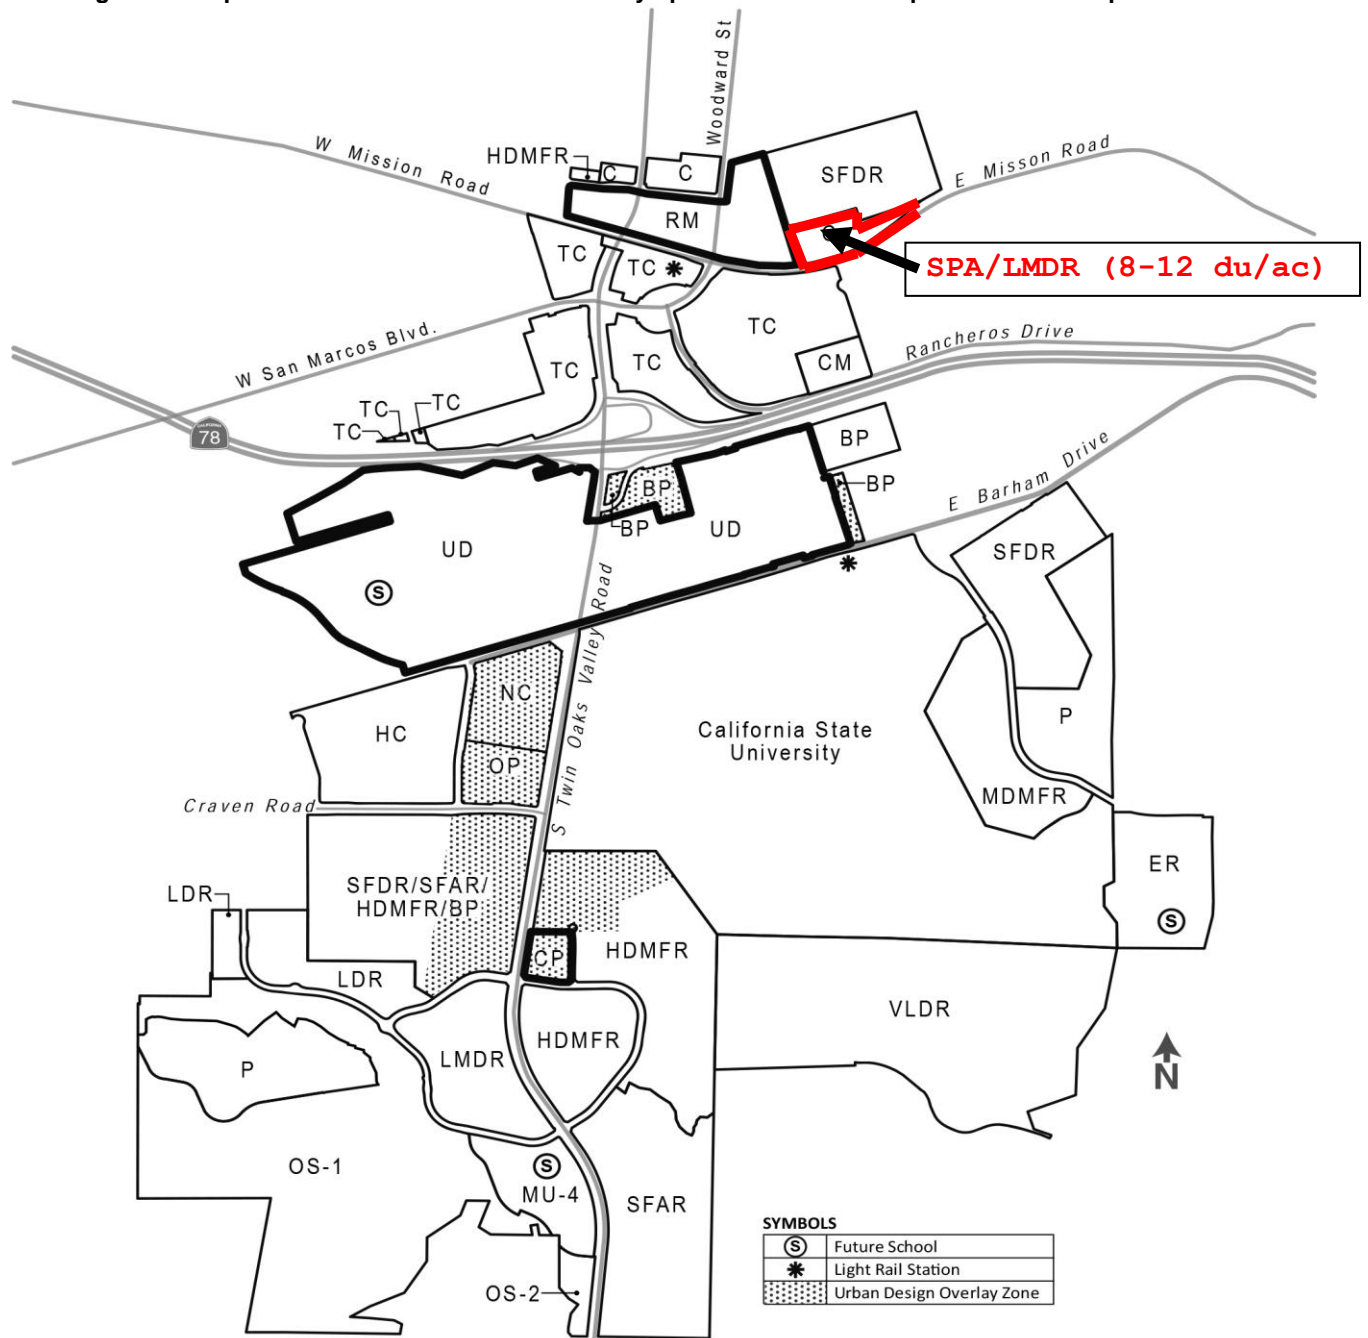 Woodward St
W Mission Road
HDMFR
C
C
SFDR
E Misson Road
RM
TC
TC
SPA/LMDR (8-12 du/ac)
TC
W San Marcos Blvd.
TC
TC
CM
Rancheros Drive
TC
TC
TC
CALIFORNIA
78
BP
BP
BP
BP
E Barham Drive
UD
UD
SFDR
S
S Twin Oaks Valley Road
NC
HC
OP
P
California State
University
Craven Road
MDMFR
ER
S
SFDR/SFAR/
HDMFR/BP
LDR
HDMFR
CP
LDR
VLDR
HDMFR
LMDR
P
N
OS-1
S
MU-4
SFAR
OS-2
SYMBOLS
S Future School
Light Rail Station
Urban Design Overlay Zone